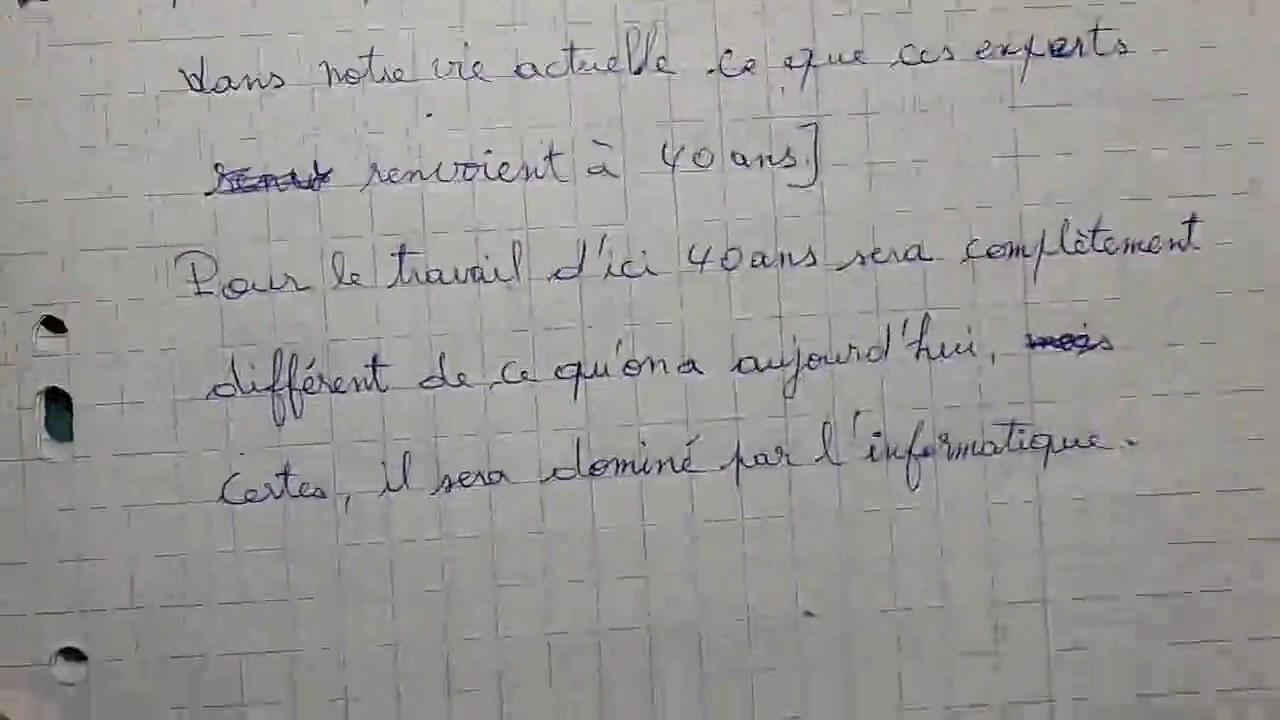 dans notre vie actuelle ce que ces experts
renvoient à 40 ans]
Pour le travail d'ici 40 ans sera complètement
différent de ce qu'on a aujourd'hui, mais
Certes, il sera dominé par l'informatique.